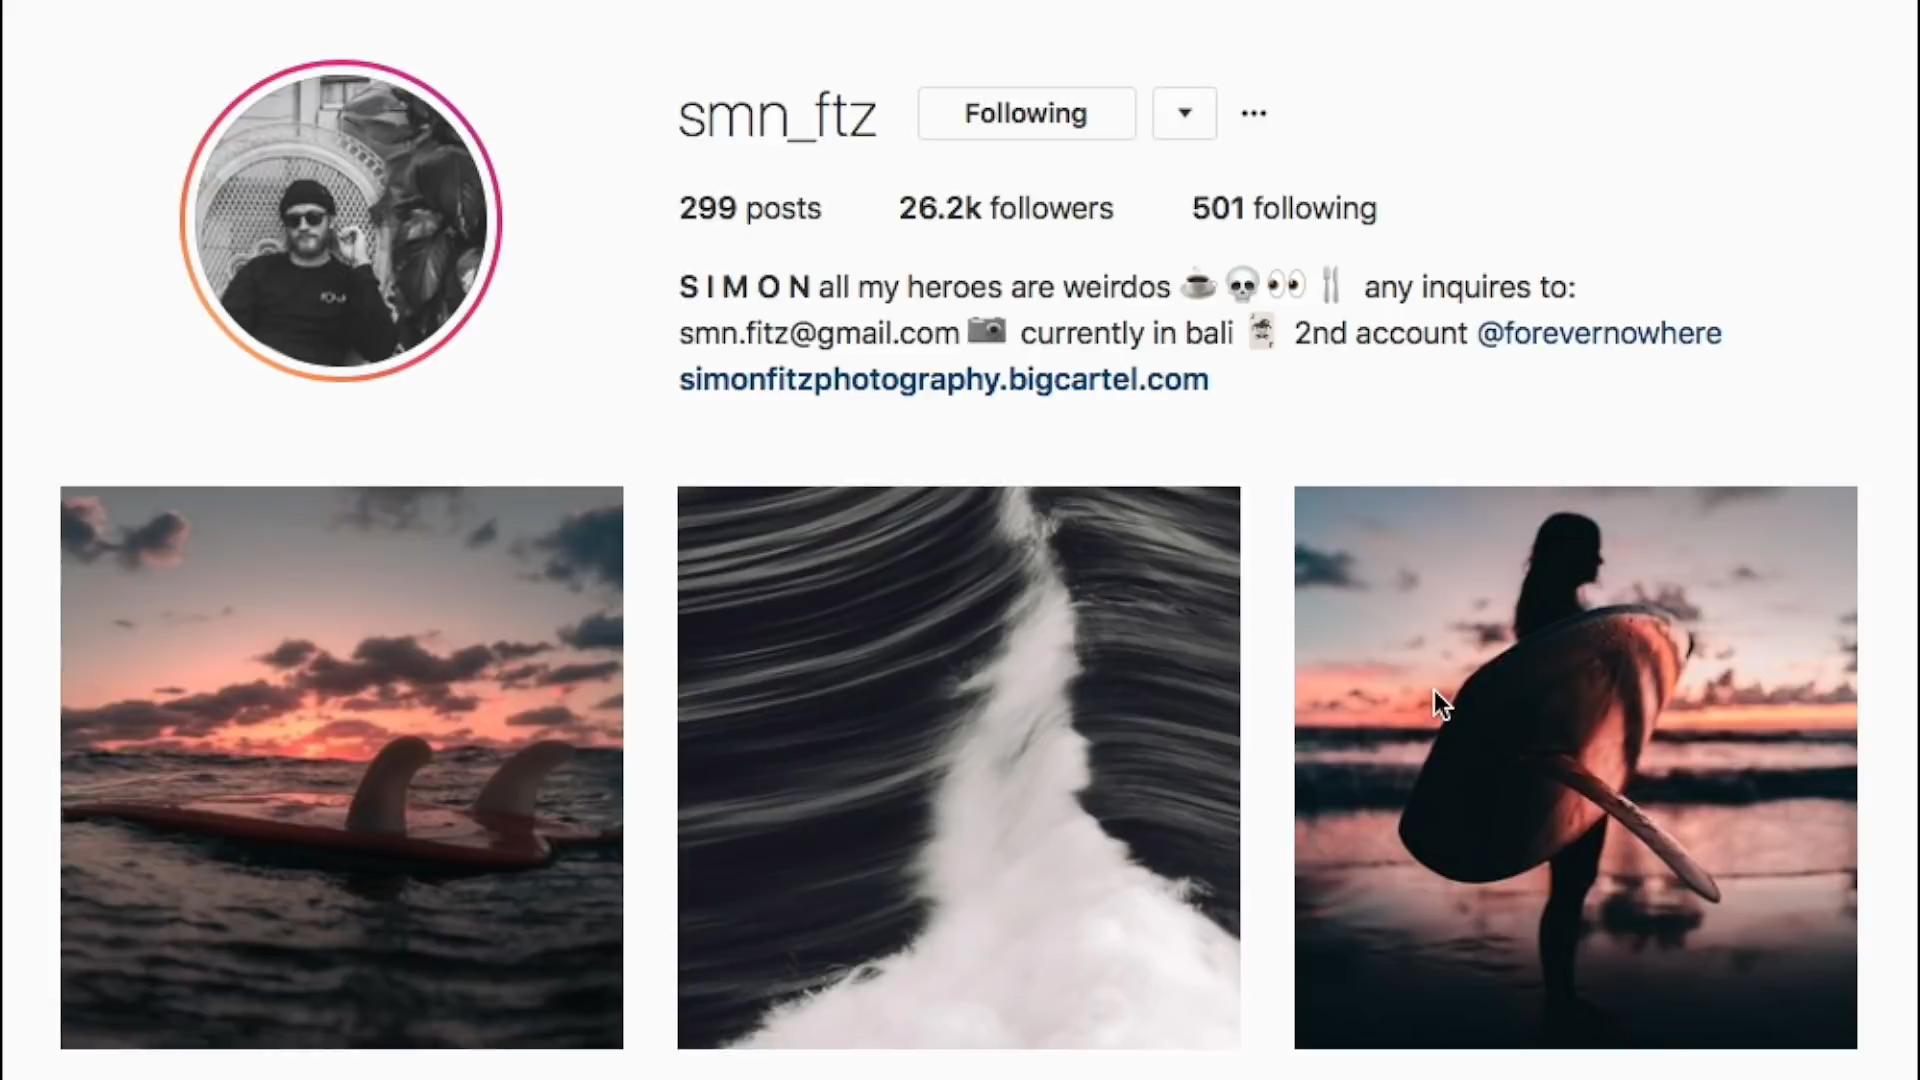 smn_ftz Following
299 posts 26.2k followers 501 following
S I M O N all my heroes are weirdos ☕💀👀🍴 any inquires to:
smn.fitz@gmail.com 📷 currently in bali 🃏 2nd account @forevernowhere
simonfitzphotography.bigcartel.com